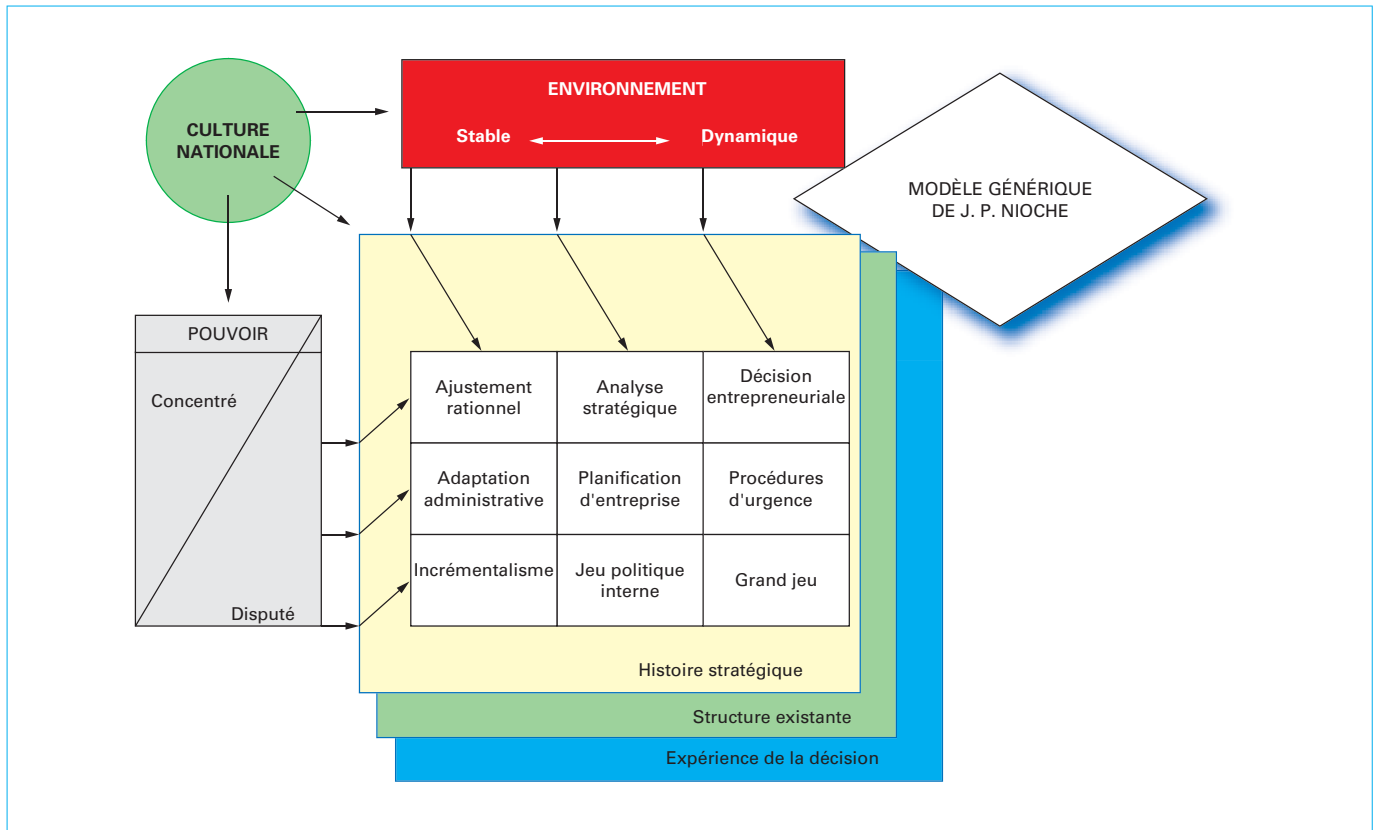 CULTURE
NATIONALE
ENVIRONNEMENT
Stable
Dynamique
MODÈLE GÉNÉRIQUE
DE J. P. NIOCHE
POUVOIR
Concentré
Disputé
Ajustement
rationnel
Analyse
stratégique
Décision
entrepreneuriale
Adaptation
administrative
Planification
d'entreprise
Procédures
d'urgence
Incrémentalisme
Jeu politique
interne
Grand jeu
Histoire stratégique
Structure existante
Expérience de la décision